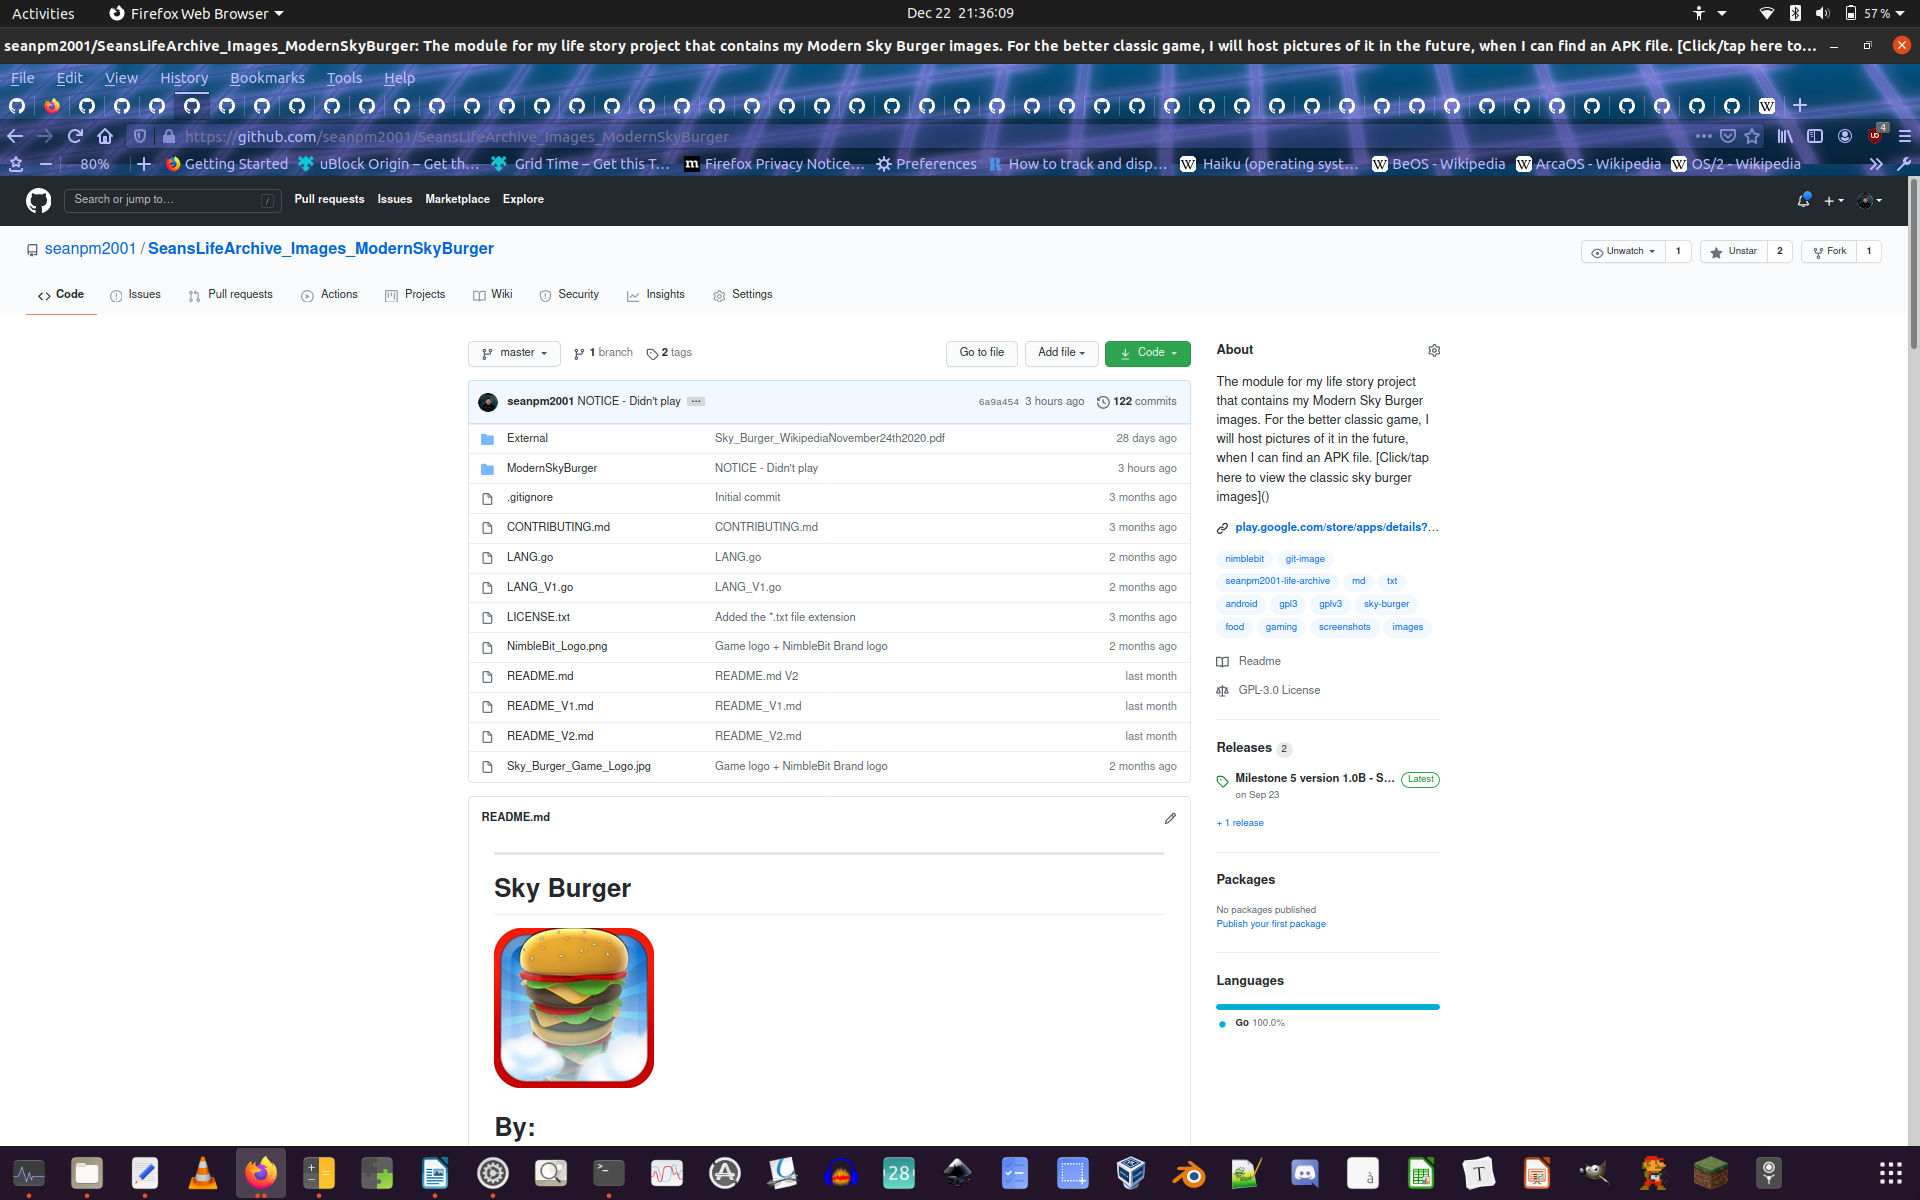 Activities
Firefox Web Browser
Dec 22 21:36:09
57 %
seanpm2001/SeansLifeArchive_Images_ModernSkyBurger: The module for my life story project that contains my Modern Sky Burger images. For the better classic game, I will host pictures of it in the future, when I can find an APK file. [Click/tap here to…
File Edit View History Bookmarks Tools Help
https://github.com/seanpm2001/SeansLifeArchive_Images_ModernSkyBurger
4
80%
Getting Started
uBlock Origin – Get th…
Grid Time – Get this T…
Firefox Privacy Notice…
Preferences
How to track and disp…
Haiku (operating syst…
BeOS - Wikipedia
ArcaOS - Wikipedia
OS/2 - Wikipedia
Search or jump to…
/
Pull requests Issues Marketplace Explore
seanpm2001 / SeansLifeArchive_Images_ModernSkyBurger
Unwatch 1
Unstar 2
Fork 1
Code Issues Pull requests Actions Projects Wiki Security Insights Settings
master
1 branch
2 tags
Go to file
Add file
Code
seanpm2001 NOTICE - Didn't play …
6a9a454 3 hours ago
122 commits
External Sky_Burger_WikipediaNovember24th2020.pdf 28 days ago
ModernSkyBurger NOTICE - Didn't play 3 hours ago
.gitignore Initial commit 3 months ago
CONTRIBUTING.md CONTRIBUTING.md 3 months ago
LANG.go LANG.go 2 months ago
LANG_V1.go LANG_V1.go 2 months ago
LICENSE.txt Added the *.txt file extension 3 months ago
NimbleBit_Logo.png Game logo + NimbleBit Brand logo 2 months ago
README.md README.md V2 last month
README_V1.md README_V1.md last month
README_V2.md README_V2.md last month
Sky_Burger_Game_Logo.jpg Game logo + NimbleBit Brand logo 2 months ago
README.md
Sky Burger
By:
About
The module for my life story project
that contains my Modern Sky Burger
images. For the better classic game, I
will host pictures of it in the future,
when I can find an APK file. [Click/tap
here to view the classic sky burger
images]()
play.google.com/store/apps/details?…
nimblebit git-image
seanpm2001-life-archive md txt
android gpl3 gplv3 sky-burger
food gaming screenshots images
Readme
GPL-3.0 License
Releases 2
Milestone 5 version 1.0B - S… Latest
on Sep 23
+ 1 release
Packages
No packages published
Publish your first package
Languages
Go 100.0%
28